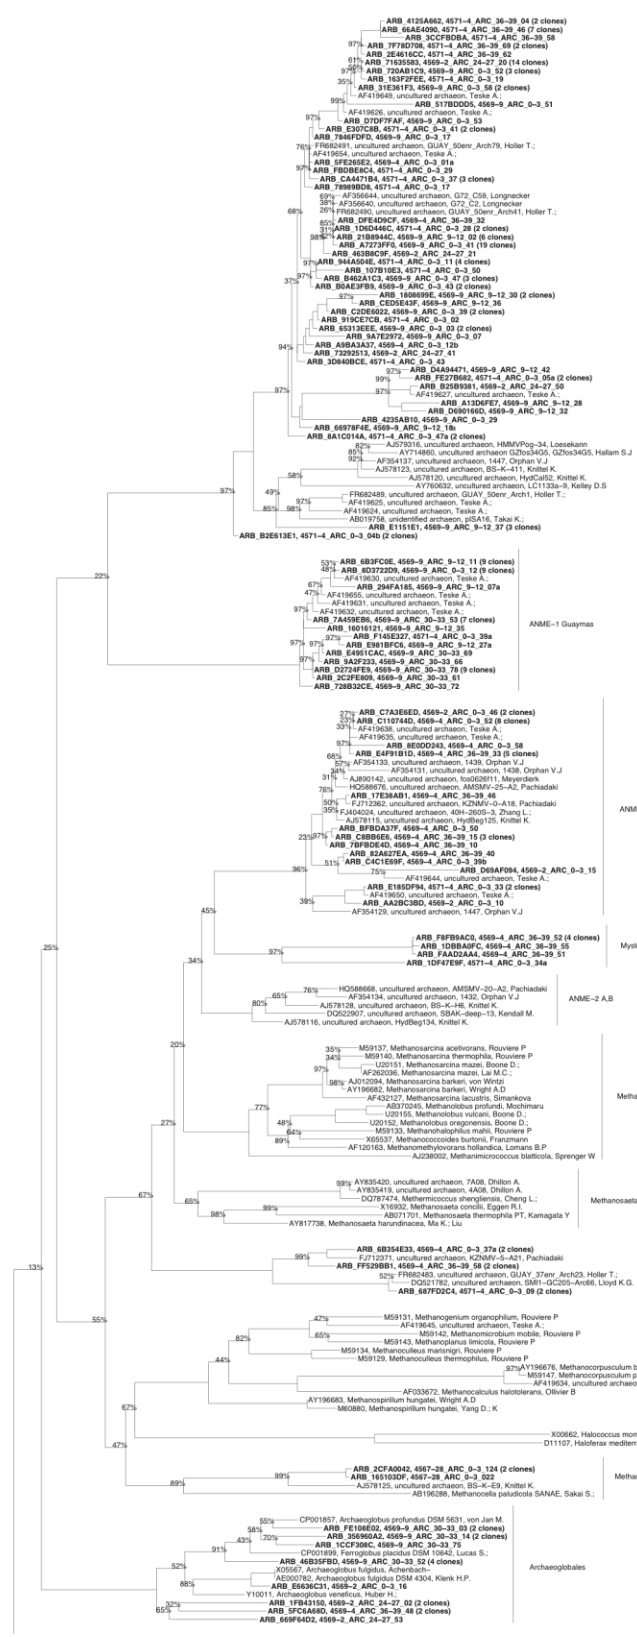 ARB_4125A662, 4571-4_ARC_36-39_04 (2 clones)
ARB_66AE4090, 4571-4_ARC_36-39_46 (7 clones)
ARB_3CCFBDBA, 4571-4_ARC_36-39_58
ARB_7F78D708, 4571-4_ARC_36-39_69 (2 clones)
ARB_2E4616CC, 4571-4_ARC_36-39_62
ARB_71635583, 4569-2_ARC_24-27_20 (14 clones)
ARB_720AB1C9, 4569-9_ARC_0-3_52 (3 clones)
ARB_163F2FEE, 4571-4_ARC_0-3_19
ARB_31E361F3, 4569-9_ARC_0-3_58 (2 clones)
AF419649, uncultured archaeon, Teske A.;
ARB_517BDDD5, 4569-9_ARC_0-3_51
AF419626, uncultured archaeon, Teske A.;
ARB_D7DF7FAF, 4569-9_ARC_0-3_53
ARB_E307C8B, 4571-4_ARC_0-3_41 (2 clones)
ARB_7846FDFD, 4569-9_ARC_0-3_17
FR682491, uncultured archaeon, GUAY_50enr_Arch79, Holler T.;
AF419654, uncultured archaeon, Teske A.;
ARB_5FE265E2, 4569-4_ARC_0-3_01a
ARB_FBDBE8C4, 4571-4_ARC_0-3_29
ARB_CA4471B4, 4571-4_ARC_0-3_37 (3 clones)
ARB_78989BD8, 4571-4_ARC_0-3_17
AF356644, uncultured archaeon, G72_C59, Longnecker
AF356640, uncultured archaeon, G72_C2, Longnecker
FR682490, uncultured archaeon, GUAY_50enr_Arch41, Holler T.;
ARB_DFE4D9CF, 4569-4_ARC_36-39_32
ARB_1D6D446C, 4571-4_ARC_0-3_28 (2 clones)
ARB_21B8944C, 4569-9_ARC_9-12_02 (6 clones)
ARB_A7273FF0, 4569-9_ARC_0-3_41 (19 clones)
ARB_463B8C9F, 4569-2_ARC_24-27_21
ARB_944A504E, 4571-4_ARC_0-3_11 (4 clones)
ARB_107B10E3, 4571-4_ARC_0-3_50
ARB_B462A1C3, 4569-9_ARC_0-3_47 (3 clones)
ARB_B0AE3FB9, 4569-9_ARC_0-3_43 (2 clones)
ARB_1808699E, 4569-9_ARC_9-12_30 (2 clones)
ARB_CED5E43F, 4569-9_ARC_9-12_36
ARB_C2DE6022, 4569-9_ARC_0-3_39 (2 clones)
ARB_919CE7CB, 4571-4_ARC_0-3_02
ARB_65313EEE, 4569-9_ARC_0-3_03 (2 clones)
ARB_9A7E2972, 4569-9_ARC_0-3_07
ARB_A9BA3A37, 4569-4_ARC_0-3_12b
ARB_73292513, 4569-2_ARC_24-27_41
ARB_3D840BCE, 4571-4_ARC_0-3_43
ARB_D4A94471, 4569-9_ARC_9-12_42
ARB_FE27B682, 4571-4_ARC_0-3_05a (2 clones)
ARB_B25B9381, 4569-2_ARC_24-27_50
AF419627, uncultured archaeon, Teske A.;
ARB_A13D6FE7, 4569-9_ARC_9-12_28
ARB_D690166D, 4569-9_ARC_9-12_32
ARB_4235AB10, 4569-9_ARC_0-3_29
ARB_66978F4E, 4569-9_ARC_9-12_18a
ARB_8A1C014A, 4571-4_ARC_0-3_47a (2 clones)
AJ579316, uncultured archaeon, HMMVPog-34, Loesekann
AY714860, uncultured archaeon GZfos34G5, GZfos34G5, Hallam S.J
AF354137, uncultured archaeon, 1447, Orphan V.J
AJ578123, uncultured archaeon, BS-K-411, Knittel K.
AJ578120, uncultured archaeon, HydCal52, Knittel K.
AY760632, uncultured archaeon, LC1133a-9, Kelley D.S
FR682489, uncultured archaeon, GUAY_50enr_Arch1, Holler T.;
AF419625, uncultured archaeon, Teske A.;
AF419624, uncultured archaeon, Teske A.;
AB019758, unidentified archaeon, pISA16, Takai K.;
ARB_E1151E1, 4569-9_ARC_9-12_37 (3 clones)
ARB_B2E613E1, 4571-4_ARC_0-3_04b (2 clones)
ARB_6B3FC0E, 4569-9_ARC_9-12_11 (9 clones)
ARB_8D3722D9, 4569-9_ARC_0-3_12 (9 clones)
AF419630, uncultured archaeon, Teske A.;
ARB_294FA185, 4569-9_ARC_9-12_07a
AF419655, uncultured archaeon, Teske A.;
AF419631, uncultured archaeon, Teske A.;
AF419632, uncultured archaeon, Teske A.;
ARB_7A459EB6, 4569-9_ARC_30-33_53 (7 clones)
ARB_16016121, 4569-9_ARC_9-12_35
ARB_F145E327, 4571-4_ARC_0-3_39a
ARB_E981BFC6, 4569-9_ARC_9-12_27a
ARB_E4951CAC, 4569-9_ARC_30-33_69
ARB_9A2F233, 4569-9_ARC_30-33_66
ARB_D2724FE9, 4569-9_ARC_30-33_78 (9 clones)
ARB_2C2FE809, 4569-9_ARC_30-33_61
ARB_728B32CE, 4569-9_ARC_30-33_72
ANME-1 Guaymas
ARB_C7A3E6ED, 4569-2_ARC_0-3_46 (2 clones)
ARB_C110744D, 4569-4_ARC_0-3_52 (8 clones)
AF419638, uncultured archaeon, Teske A.;
AF419635, uncultured archaeon, Teske A.;
ARB_8E0DD243, 4569-4_ARC_0-3_58
ARB_E4F91B1D, 4569-4_ARC_36-39_33 (5 clones)
AF354133, uncultured archaeon, 1439, Orphan V.J
AF354131, uncultured archaeon, 1438, Orphan V.J
AJ890142, uncultured archaeon, fos0626f11, Meyerdierk
HQ588676, uncultured archaeon, AMSMV-25-A2, Pachiadaki
ARB_17E38AB1, 4569-4_ARC_36-39_46
FJ712362, uncultured archaeon, KZNMV-0-A18, Pachiadaki
FJ404024, uncultured archaeon, 40H-260S-3, Zhang L.;
AJ578115, uncultured archaeon, HydBeg125, Knittel K.
ARB_BFBDA37F, 4569-4_ARC_0-3_50
ARB_C8BB6E6, 4569-4_ARC_36-39_15 (3 clones)
ARB_7BFBDE4D, 4569-4_ARC_36-39_10
ARB_82A627EA, 4569-4_ARC_36-39_40
ARB_C4C1E69F, 4569-4_ARC_0-3_39b
ARB_D69AF094, 4569-2_ARC_0-3_15
AF419644, uncultured archaeon, Teske A.;
ARB_E185DF94, 4571-4_ARC_0-3_33 (2 clones)
AF419650, uncultured archaeon, Teske A.;
ARB_AA2BC3BD, 4569-2_ARC_0-3_10
AF354129, uncultured archaeon, 1447, Orphan V.J
ANM
ARB_F8FB9AC0, 4569-4_ARC_36-39_52 (4 clones)
ARB_1DBBA0FC, 4569-4_ARC_36-39_55
ARB_FAAD2AA4, 4569-4_ARC_36-39_51
ARB_1DF47E9F, 4571-4_ARC_0-3_34a
Myst
HQ588668, uncultured archaeon, AMSMV-20-A2, Pachiadaki
AF354134, uncultured archaeon, 1432, Orphan V.J
AJ578128, uncultured archaeon, BS-K-H6, Knittel K.
DQ522907, uncultured archaeon, SBAK-deep-13, Kendall M.
AJ578116, uncultured archaeon, HydBeg134, Knittel K.
ANME-2 A,B
M59137, Methanosarcina acetivorans, Rouviere P
M59140, Methanosarcina thermophila, Rouviere P
U20151, Methanosarcina mazei, Boone D.;
AF262036, Methanosarcina mazei, Lai M.C.;
AJ012094, Methanosarcina barkeri, von Wintzi
AY196682, Methanosarcina barkeri, Wright A.D
AF432127, Methanosarcina lacustris, Simankova
AB370245, Methanolobus profundi, Mochimaru
U20155, Methanolobus vulcani, Boone D.;
U20152, Methanolobus oregonensis, Boone D.;
M59133, Methanohalophilus mahii, Rouviere P
X65537, Methanococcoides burtonii, Franzmann
AF120163, Methanomethylovorans hollandica, Lomans B.P
AJ238002, Methanimicrococcus blatticola, Sprenger W
Metha
AY835420, uncultured archaeon, 7A08, Dhillon A.
AY835419, uncultured archaeon, 4A08, Dhillon A.
DQ787474, Methermicoccus shengliensis, Cheng L.;
X16932, Methanosaeta concilii, Eggen R.I.
AB071701, Methanosaeta thermophila PT, Kamagata Y
AY817738, Methanosaeta harundinacea, Ma K.; Liu
Methanosaeta
ARB_6B354E33, 4569-4_ARC_0-3_37a (2 clones)
FJ712371, uncultured archaeon, KZNMV-5-A21, Pachiadaki
ARB_FF529BB1, 4569-4_ARC_36-39_58 (2 clones)
FR682483, uncultured archaeon, GUAY_37enr_Arch23, Holler T.;
DQ521782, uncultured archaeon, SMI1-GC205-Arc66, Lloyd K.G.
ARB_687FD2C4, 4571-4_ARC_0-3_09 (2 clones)
M59131, Methanogenium organophilum, Rouviere P
AF419645, uncultured archaeon, Teske A.;
M59142, Methanomicrobium mobile, Rouviere P
M59143, Methanoplanus limicola, Rouviere P
M59134, Methanoculleus marisnigri, Rouviere P
M59129, Methanoculleus thermophilus, Rouviere P
AY196676, Methanocorpusculum b
M59147, Methanocorpusculum p
AF419634, uncultured archaeo
AF033672, Methanocalculus halotolerans, Ollivier B
AY196683, Methanospirillum hungatei, Wright A.D
M60880, Methanospirillum hungatei, Yang D.; K
X00662, Halococcus morr
D11107, Haloferax mediterr
ARB_2CFA0042, 4567-28_ARC_0-3_124 (2 clones)
ARB_165103DF, 4567-28_ARC_0-3_022
AJ578125, uncultured archaeon, BS-K-E9, Knittel K.
AB196288, Methanocella paludicola SANAE, Sakai S.;
Methan
CP001857, Archaeoglobus profundus DSM 5631, von Jan M.
ARB_FE108E02, 4569-9_ARC_30-33_03 (2 clones)
ARB_356960A2, 4569-9_ARC_30-33_14 (2 clones)
ARB_1CCF308C, 4569-9_ARC_30-33_75
CP001899, Ferroglobus placidus DSM 10642, Lucas S.;
ARB_46B35FBD, 4569-9_ARC_30-33_52 (4 clones)
X05567, Archaeoglobus fulgidus, Achenbach-
AE000782, Archaeoglobus fulgidus DSM 4304, Klenk H.P.
ARB_E6636C31, 4569-2_ARC_0-3_16
Y10011, Archaeoglobus veneficus, Huber H.;
ARB_1FB43150, 4569-2_ARC_24-27_02 (2 clones)
ARB_5FC6A68D, 4569-4_ARC_36-39_48 (2 clones)
ARB_669F64D2, 4569-2_ARC_24-27_53
Archaeoglobales